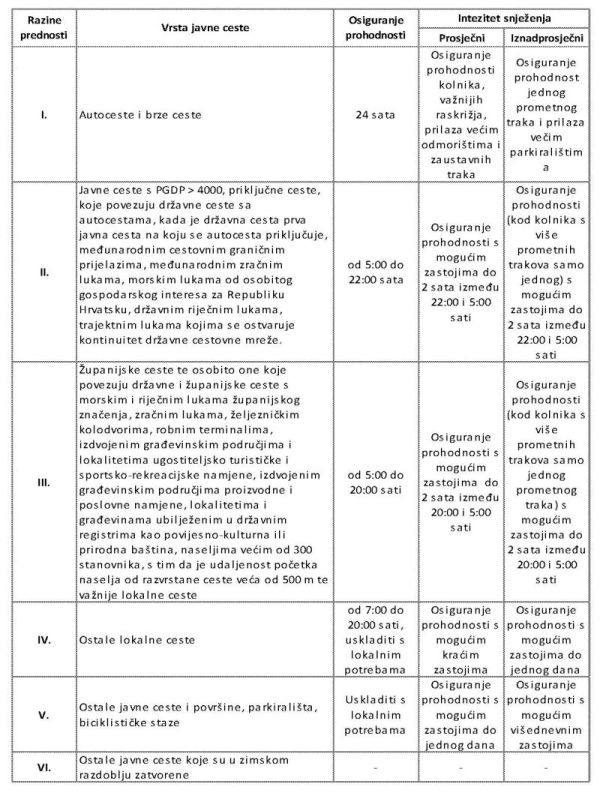 Razine prednosti
Vrsta javne ceste
Osiguranje prohodnosti
Intezitet snježenja
Prosječni
Iznadprosječni
I.
Autoceste i brze ceste
24 sata
Osiguranje
prohodnosti
kolnika,
važnijih
raskrižja,
prilaza većim
odmorištima i
zaustavnih
traka
Osiguranje
prohodnost
jednog
prometnog
traka i prilaza
večim
parkiralištim
a
II.
Javne ceste s PGDP > 4000, priključne ceste,
koje povezuju državne ceste sa
autocestama, kada je državna cesta prva
javna cesta na koju se autocesta priključuje,
međunarodnim cestovnim graničnim
prijelazima, međunarodnim zračnim
lukama, morskim lukama od osobitog
gospodarskog interesa za Republiku
Hrvatsku, državnim riječnim lukama,
trajektnim lukama kojima se ostvaruje
kontinuitet državne cestovne mreže.
od 5:00 do
22:00 sata
Osiguranje
prohodnosti s
mogućim
zastojima do
2 sata između
22:00 i 5:00
sati
Osiguranje
prohodnosti
(kod kolnika s
više
prometnih
trakova samo
jednog) s
mogućim
zastojima do
2 sata između
22:00 i 5:00
sati
III.
Županijske ceste te osobito one koje
povezuju državne i županijske ceste s
morskim i riječnim lukama županijskog
značenja, zračnim lukama, željezničkim
kolodvorima, robnim terminalima,
izdvojenim građevinskim područjima i
lokalitetima ugostiteljsko turističke i
sportsko-rekreacijske namjene, izdvojenim
građevinskim područjima proizvodne i
poslovne namjene, lokalitetima i
građevinama ubilježenim u državnim
registrima kao povijesno-kulturna ili
prirodna baština, naseljima većim od 300
stanovnika, s tim da je udaljenost početka
naselja od razvrstane ceste veća od 500 m te
važnije lokalne ceste
od 5:00 do
20:00 sati
Osiguranje
prohodnosti s
mogućim
zastojima do
2 sata između
20:00 i 5:00
sati
Osiguranje
prohodnosti
(kod kolnika s
više
prometnih
trakova samo
jednog
prometnog
traka) s
mogućim
zastojima do
2 sata između
20:00 i 5:00
sati
IV.
Ostale lokalne ceste
od 7:00 do
20:00 sati,
uskladiti s
lokalnim
potrebama
Osiguranje
prohodnosti s
mogućim
kraćim
zastojima
Osiguranje
prohodnosti s
mogućim
zastojima do
jednog dana
V.
Ostale javne ceste i površine, parkirališta,
biciklističke staze
Uskladiti s
lokalnim
potrebama
Osiguranje
prohodnosti s
mogućim
zastojima do
jednog dana
Osiguranje
prohodnosti s
mogućim
višednevnim
zastojima
VI.
Ostale javne ceste koje su u zimskom
razdoblju zatvorene
-
-
-